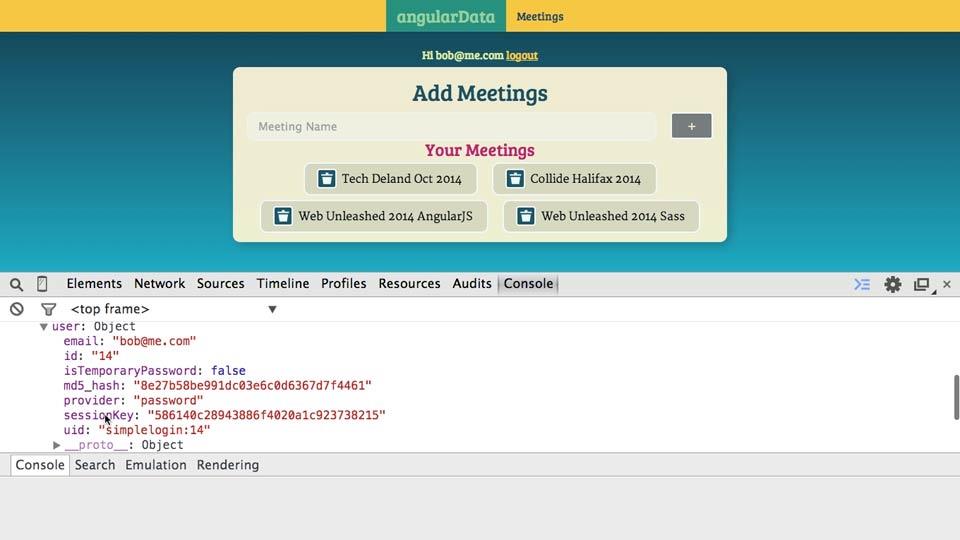 angularData Meetings
Hi bob@me.com logout
Add Meetings
Meeting Name +
Your Meetings
Tech Deland Oct 2014 Collide Halifax 2014
Web Unleashed 2014 AngularJS Web Unleashed 2014 Sass
Elements Network Sources Timeline Profiles Resources Audits Console
<top frame>
user: Object
email: "bob@me.com"
id: "14"
isTemporaryPassword: false
md5_hash: "8e27b58be991dc03e6c0d6367d7f4461"
provider: "password"
sessionKey: "586140c28943886f4020a1c923738215"
uid: "simplelogin:14"
__proto__: Object
Console Search Emulation Rendering